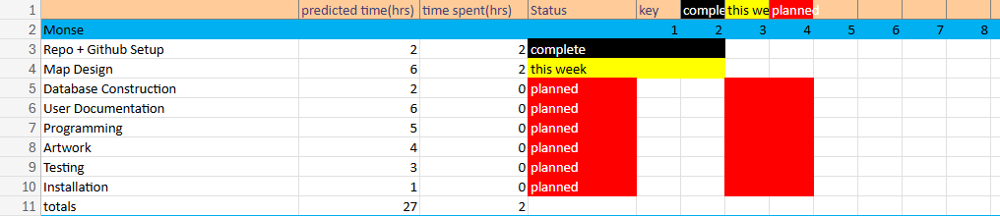 1 predicted time(hrs) time spent(hrs) Status key comple this we planned
2 Monse 1 2 3 4 5 6 7 8
3 Repo + Github Setup 2 2 complete
4 Map Design 6 2 this week
5 Database Construction 2 0 planned
6 User Documentation 6 0 planned
7 Programming 5 0 planned
8 Artwork 4 0 planned
9 Testing 3 0 planned
10 Installation 1 0 planned
11 totals 27 2